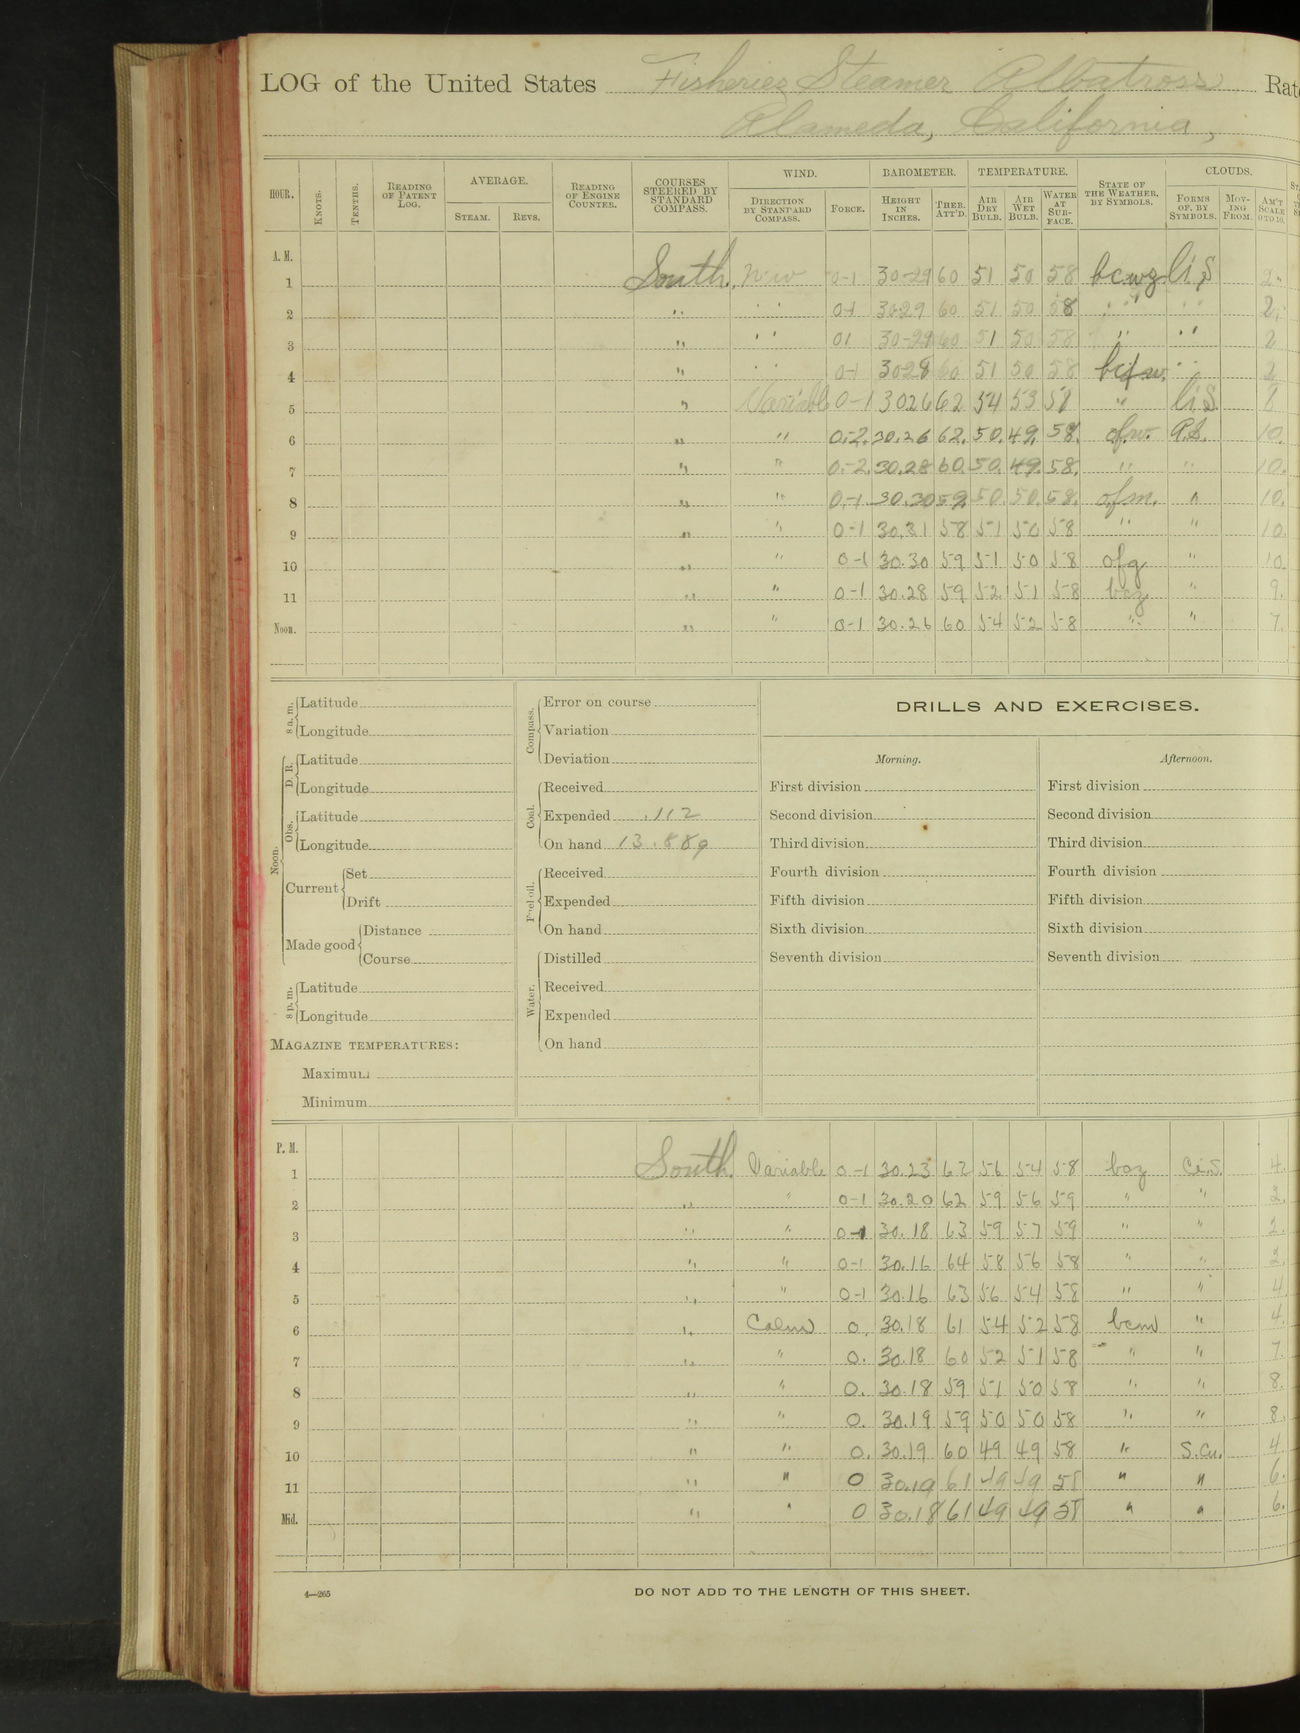 LOG of the United States Fisheries Steamer Albatross Rat
Alameda, California,
HOUR. KNOTS. TENTHS. READING OF PATENT LOG. AVERAGE. STEAM. REVS. READING OF ENGINE COUNTER. COURSES STEERED BY STANDARD COMPASS. WIND. DIRECTION BY STANDARD COMPASS. FORCE. BAROMETER. HEIGHT IN INCHES. THER. ATT'D. TEMPERATURE. AIR DRY BULB. AIR WET BULB. WATER AT SURFACE. STATE OF THE WEATHER, BY SYMBOLS. CLOUDS. FORMS OF, BY SYMBOLS. MOVING FROM. AM'T SCALE 0 TO 10.
A. M.
1 South. NW 0-1 30-29 60 51 50 58 bcwz Ci S 2
2 " " 0-1 30-29 60 51 50 58 " " 2
3 " " 01 30-29 60 51 50 58 " " 2
4 " " 0-1 30-28 60 51 50 58 " 2
5 " Variable 0-1 3026 62 54 53 58 " Ci S 8
6 " " 0-2. 30.26 62. 50. 49. 58. ofw. 10.
7 " " 0-2. 30.28 60. 50. 49. 58. " " 10.
8 " " 0-1. 30.30 59. 50. 50. 58. ofm. " 10.
9 " " 0-1 30.31 58 51 50 58 " " 10.
10 " " 0-1 30.30 59 51 50 58 ofg " 10.
11 " " 0-1 30.28 59 52 51 58 bcz " 9.
Noon. " " 0-1 30.26 60 54 52 58 " " 7.
8 a. m. Latitude
Longitude
Noon. D. R. Latitude
Longitude
Obs. Latitude
Longitude
Current Set
Drift
Made good Distance
Course
8 p. m. Latitude
Longitude
MAGAZINE TEMPERATURES:
Maximum
Minimum
Compass. Error on course
Variation
Deviation
Coal. Received
Expended .112
On hand 13.889
Fuel oil. Received
Expended
On hand
Water. Distilled
Received
Expended
On hand
DRILLS AND EXERCISES.
Morning. Afternoon.
First division First division
Second division Second division
Third division Third division
Fourth division Fourth division
Fifth division Fifth division
Sixth division Sixth division
Seventh division Seventh division
P. M.
1 South. Variable 0-1 30.23 62 56 54 58 bcz Ci.S. 4.
2 " " 0-1 30.20 62 59 56 59 " " 2.
3 " " 0-1 30.18 63 59 57 59 " " 2.
4 " " 0-1 30.16 64 58 56 58 " " 2.
5 " " 0-1 30.16 63 56 54 58 " " 4.
6 " Calm 0. 30.18 61 54 52 58 bcm " 4.
7 " " 0. 30.18 60 52 51 58 " " 7.
8 " " 0. 30.18 59 51 50 58 " " 8.
9 " " 0. 30.19 59 50 50 58 " " 8.
10 " " 0. 30.19 60 49 49 58 " S.Cu. 4
11 " " 0 30.19 61 49 49 58 " " 6.
Mid. " " 0 30.18 61 49 49 58 " " 6.
4—265
DO NOT ADD TO THE LENGTH OF THIS SHEET.